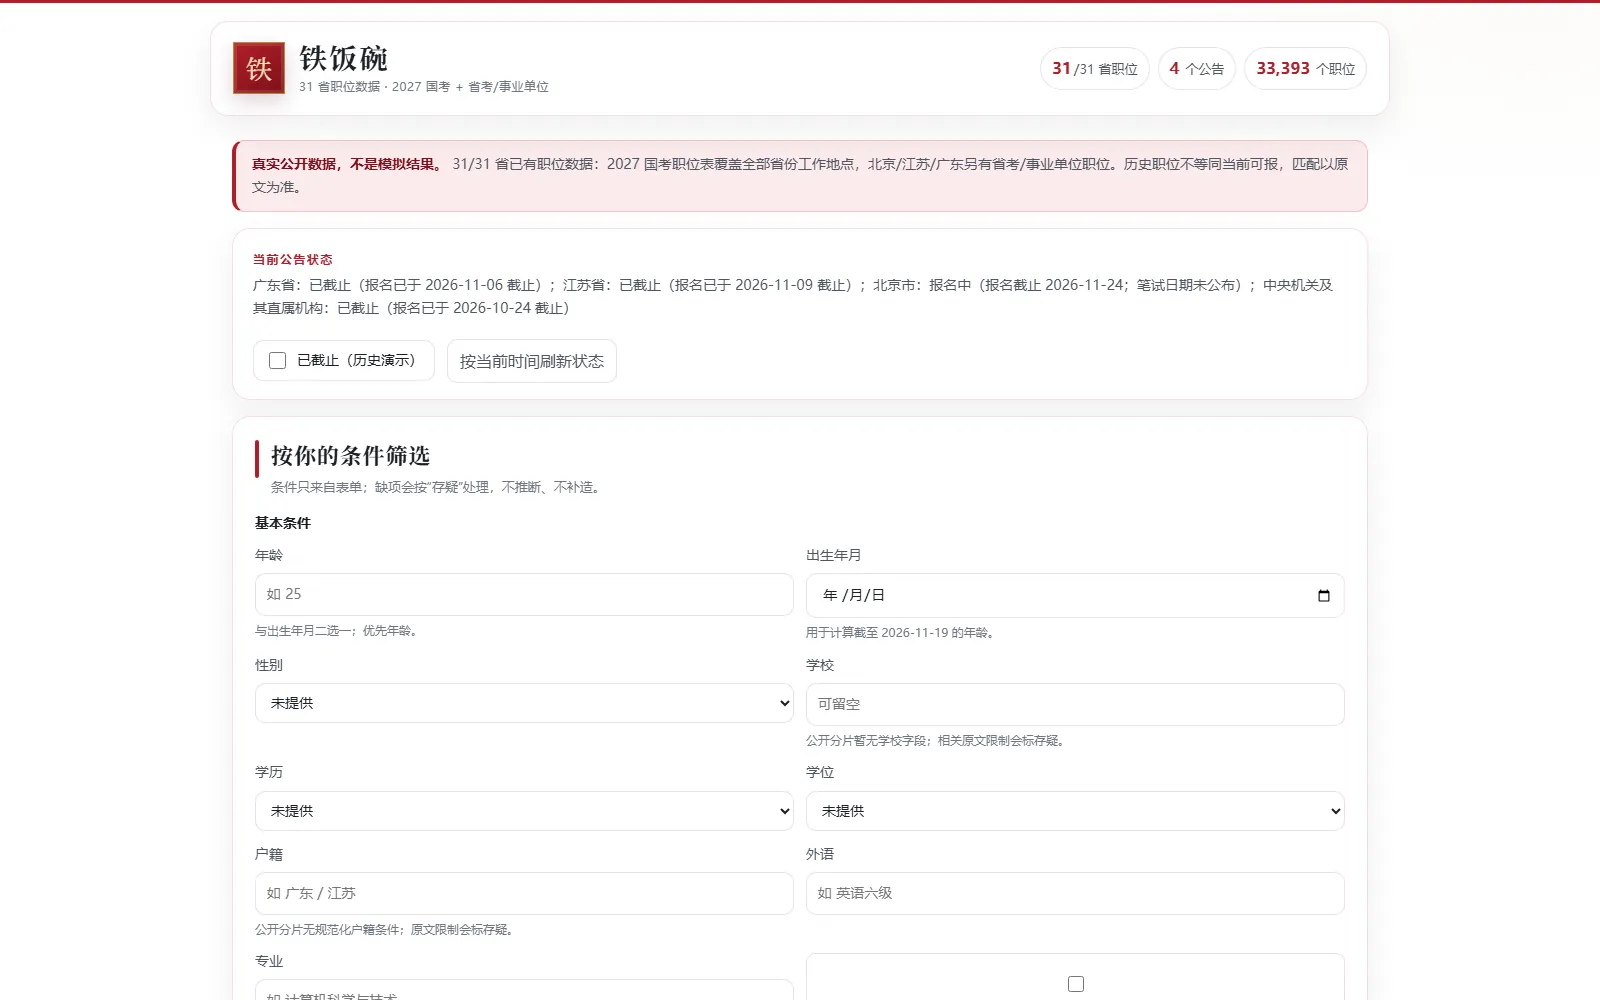 铁
铁饭碗
31 省职位数据 · 2027 国考 + 省考/事业单位
31/31 省职位
4 个公告
33,393 个职位
真实公开数据，不是模拟结果。 31/31 省已有职位数据：2027 国考职位表覆盖全部省份工作地点，北京/江苏/广东另有省考/事业单位职位。历史职位不等同当前可报，匹配以原
文为准。
当前公告状态
广东省：已截止（报名已于 2026-11-06 截止）；江苏省：已截止（报名已于 2026-11-09 截止）；北京市：报名中（报名截止 2026-11-24；笔试日期未公布）；中央机关及
其直属机构：已截止（报名已于 2026-10-24 截止）
已截止（历史演示）
按当前时间刷新状态
按你的条件筛选
条件只来自表单；缺项会按“存疑”处理，不推断、不补造。
基本条件
年龄
出生年月
如 25
年 /月/日
与出生年月二选一；优先年龄。
用于计算截至 2026-11-19 的年龄。
性别
学校
未提供
可留空
公开分片暂无学校字段；相关原文限制会标存疑。
学历
学位
未提供
未提供
户籍
外语
如 广东 / 江苏
如 英语六级
公开分片无规范化户籍条件；原文限制会标存疑。
专业
如 计算机科学与技术